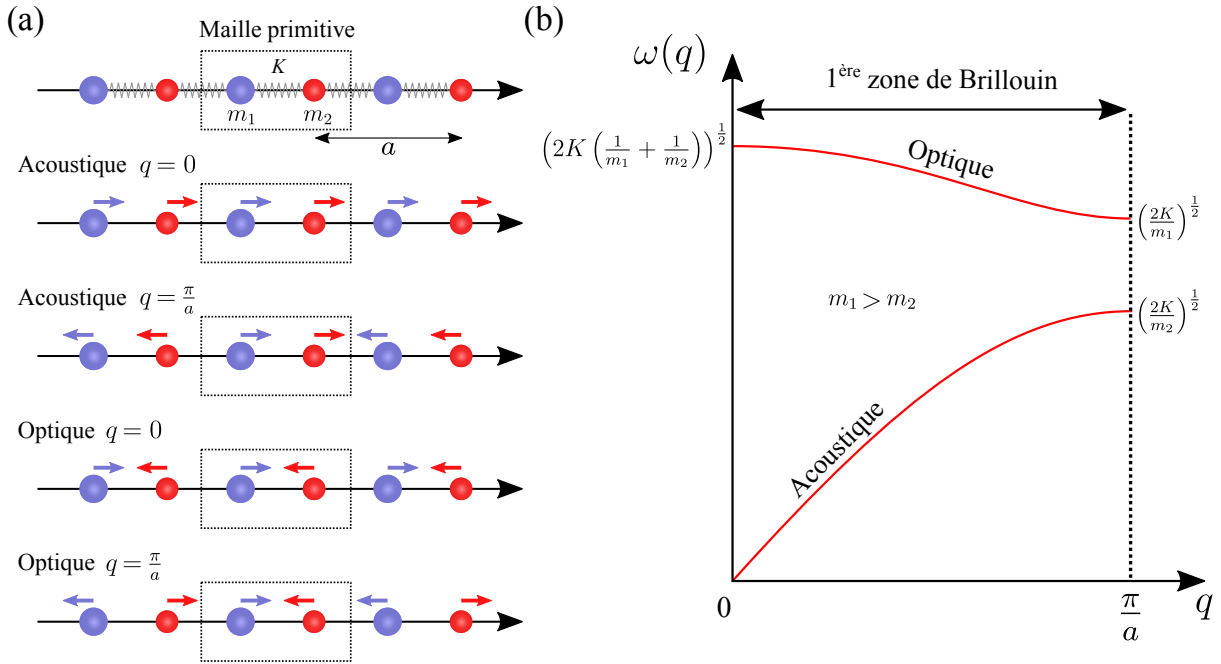 (a)
Maille primitive
K
m₁ m₂
a
Acoustique q = 0
Acoustique q = π/a
Optique q = 0
Optique q = π/a
(b)
ω(q)
1ère zone de Brillouin
(2K(1/m₁ + 1/m₂))^(1/2)
Optique
(2K/m₁)^(1/2)
m₁ > m₂
(2K/m₂)^(1/2)
Acoustique
0
π/a
q